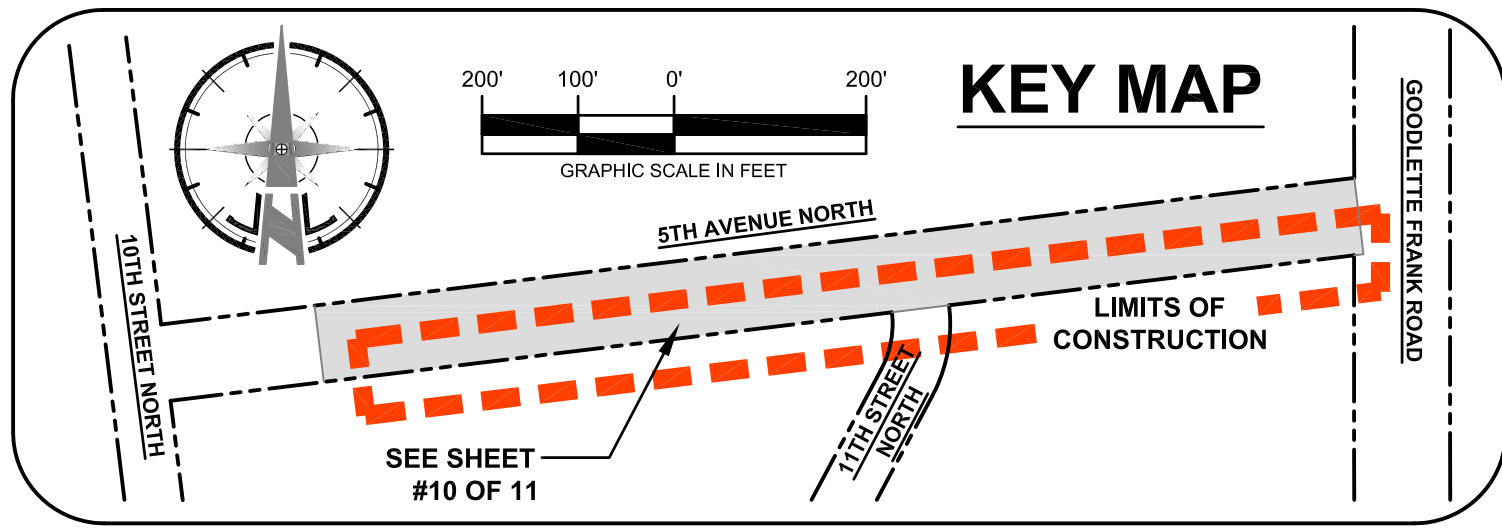 200' 100' 0' 200'
GRAPHIC SCALE IN FEET
KEY MAP
10TH STREET NORTH
5TH AVENUE NORTH
GOODLETTE FRANK ROAD
LIMITS OF
CONSTRUCTION
11TH STREET
NORTH
SEE SHEET
#10 OF 11
N